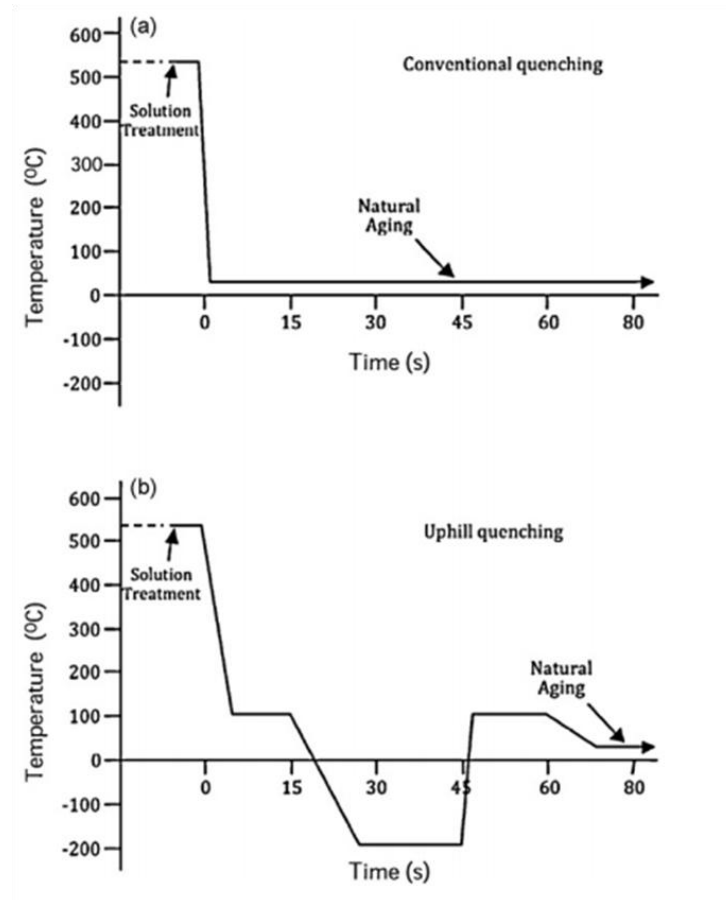 (a)
600
500
400
300
200
100
0
-100
-200
Temperature (⁰C)
Conventional quenching
Solution
Treatment
Natural
Aging
0 15 30 45 60 80
Time (s)
(b)
600
500
400
300
200
100
0
-100
-200
Temperature (⁰C)
Uphill quenching
Solution
Treatment
Natural
Aging
0 15 30 45 60 80
Time (s)